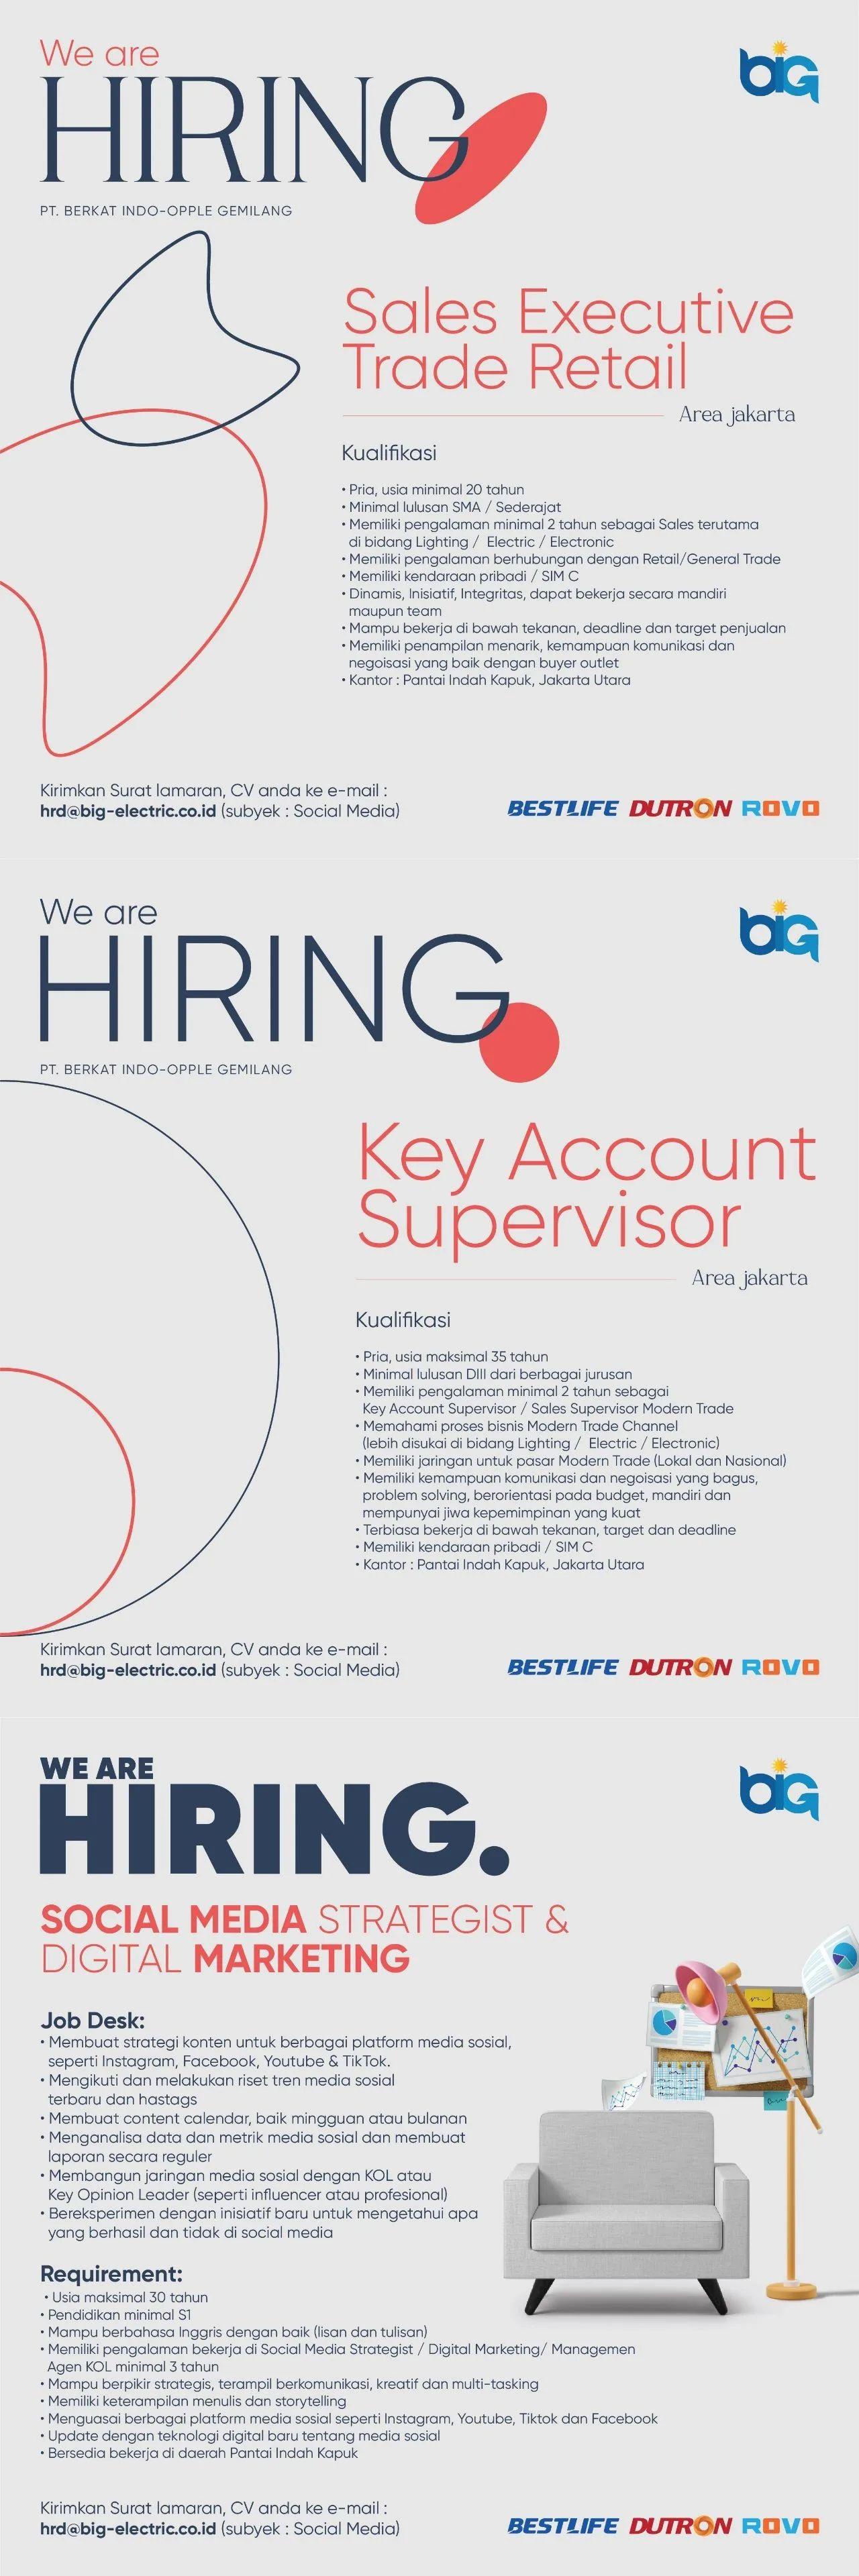 We are
HIRING
big
PT. BERKAT INDO-OPPLE GEMILANG
Sales Executive
Trade Retail
Area jakarta
Kualifikasi
• Pria, usia minimal 20 tahun
• Minimal lulusan SMA / Sederajat
• Memiliki pengalaman minimal 2 tahun sebagai Sales terutama
di bidang Lighting / Electric / Electronic
• Memiliki pengalaman berhubungan dengan Retail/General Trade
• Memiliki kendaraan pribadi / SIM C
• Dinamis, Inisiatif, Integritas, dapat bekerja secara mandiri
maupun team
• Mampu bekerja di bawah tekanan, deadline dan target penjualan
• Memiliki penampilan menarik, kemampuan komunikasi dan
negoisasi yang baik dengan buyer outlet
• Kantor : Pantai Indah Kapuk, Jakarta Utara
Kirimkan Surat lamaran, CV anda ke e-mail :
hrd@big-electric.co.id (subyek : Social Media)
BESTLIFE DUTRON ROVO
We are
HIRING
big
PT. BERKAT INDO-OPPLE GEMILANG
Key Account
Supervisor
Area jakarta
Kualifikasi
• Pria, usia maksimal 35 tahun
• Minimal lulusan DIII dari berbagai jurusan
• Memiliki pengalaman minimal 2 tahun sebagai
Key Account Supervisor / Sales Supervisor Modern Trade
• Memahami proses bisnis Modern Trade Channel
(lebih disukai di bidang Lighting / Electric / Electronic)
• Memiliki jaringan untuk pasar Modern Trade (Lokal dan Nasional)
• Memiliki kemampuan komunikasi dan negoisasi yang bagus,
problem solving, berorientasi pada budget, mandiri dan
mempunyai jiwa kepemimpinan yang kuat
• Terbiasa bekerja di bawah tekanan, target dan deadline
• Memiliki kendaraan pribadi / SIM C
• Kantor : Pantai Indah Kapuk, Jakarta Utara
Kirimkan Surat lamaran, CV anda ke e-mail :
hrd@big-electric.co.id (subyek : Social Media)
BESTLIFE DUTRON ROVO
WE ARE
HIRING.
big
SOCIAL MEDIA STRATEGIST &
DIGITAL MARKETING
Job Desk:
• Membuat strategi konten untuk berbagai platform media sosial,
seperti Instagram, Facebook, Youtube & TikTok.
• Mengikuti dan melakukan riset tren media sosial
terbaru dan hastags
• Membuat content calendar, baik mingguan atau bulanan
• Menganalisa data dan metrik media sosial dan membuat
laporan secara reguler
• Membangun jaringan media sosial dengan KOL atau
Key Opinion Leader (seperti influencer atau profesional)
• Bereksperimen dengan inisiatif baru untuk mengetahui apa
yang berhasil dan tidak di social media
Requirement:
• Usia maksimal 30 tahun
• Pendidikan minimal S1
• Mampu berbahasa Inggris dengan baik (lisan dan tulisan)
• Memiliki pengalaman bekerja di Social Media Strategist / Digital Marketing/ Managemen
Agen KOL minimal 3 tahun
• Mampu berpikir strategis, terampil berkomunikasi, kreatif dan multi-tasking
• Memiliki keterampilan menulis dan storytelling
• Menguasai berbagai platform media sosial seperti Instagram, Youtube, Tiktok dan Facebook
• Update dengan teknologi digital baru tentang media sosial
• Bersedia bekerja di daerah Pantai Indah Kapuk
Kirimkan Surat lamaran, CV anda ke e-mail :
hrd@big-electric.co.id (subyek : Social Media)
BESTLIFE DUTRON ROVO